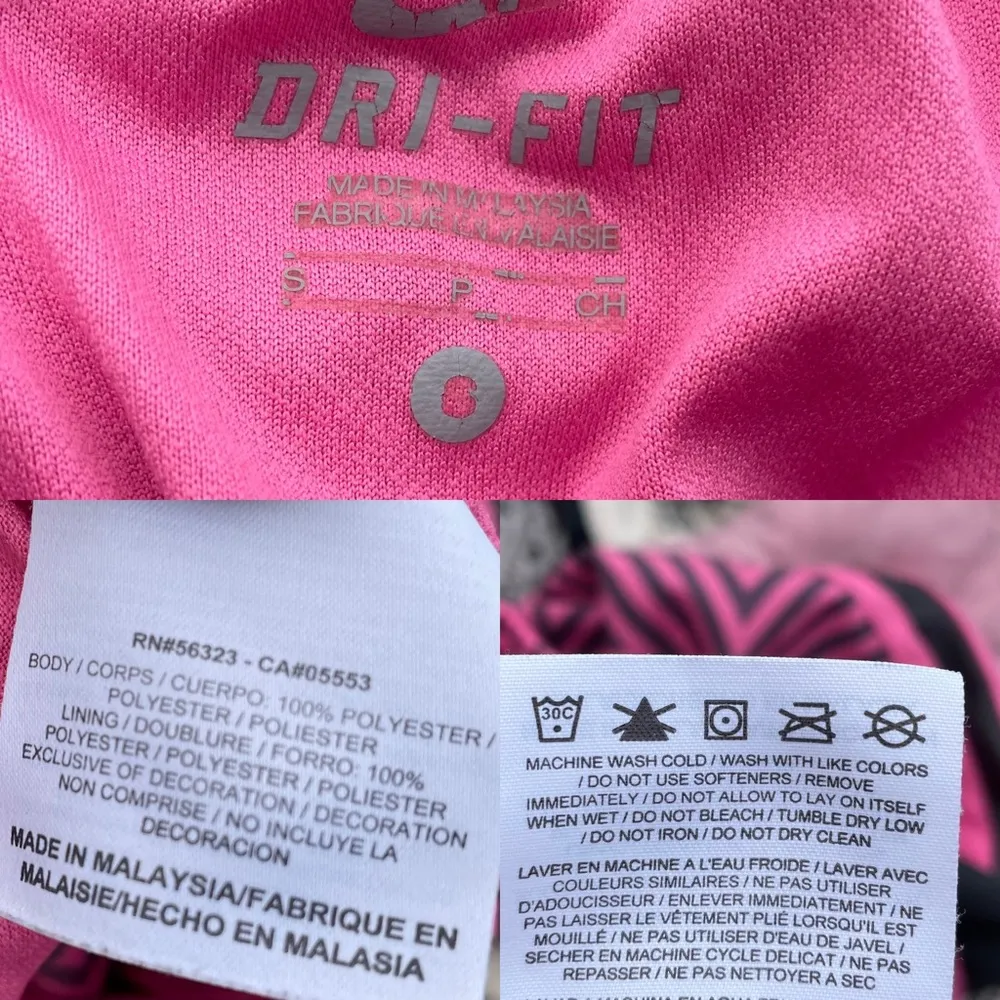 DRI-FIT
MADE IN MALAYSIA
FABRIQUE EN MALAISIE
S P CH
RN#56323 - CA#05553
BODY / CORPS / CUERPO: 100% POLYESTER /
POLYESTER / POLIESTER
LINING / DOUBLURE / FORRO: 100%
POLYESTER / POLYESTER / POLIESTER
EXCLUSIVE OF DECORATION / DECORATION
NON COMPRISE / NO INCLUYE LA
DECORACION
MADE IN MALAYSIA/FABRIQUE EN
MALAISIE/HECHO EN MALASIA
30C
MACHINE WASH COLD / WASH WITH LIKE COLORS
/ DO NOT USE SOFTENERS / REMOVE
IMMEDIATELY / DO NOT ALLOW TO LAY ON ITSELF
WHEN WET / DO NOT BLEACH / TUMBLE DRY LOW
/ DO NOT IRON / DO NOT DRY CLEAN
LAVER EN MACHINE A L'EAU FROIDE / LAVER AVEC
COULEURS SIMILAIRES / NE PAS UTILISER
D'ADOUCISSEUR / ENLEVER IMMEDIATEMENT / NE
PAS LAISSER LE VÊTEMENT PLIÉ LORSQU'IL EST
MOUILLÉ / NE PAS UTILISER D'EAU DE JAVEL /
SECHER EN MACHINE CYCLE DELICAT / NE PAS
REPASSER / NE PAS NETTOYER A SEC